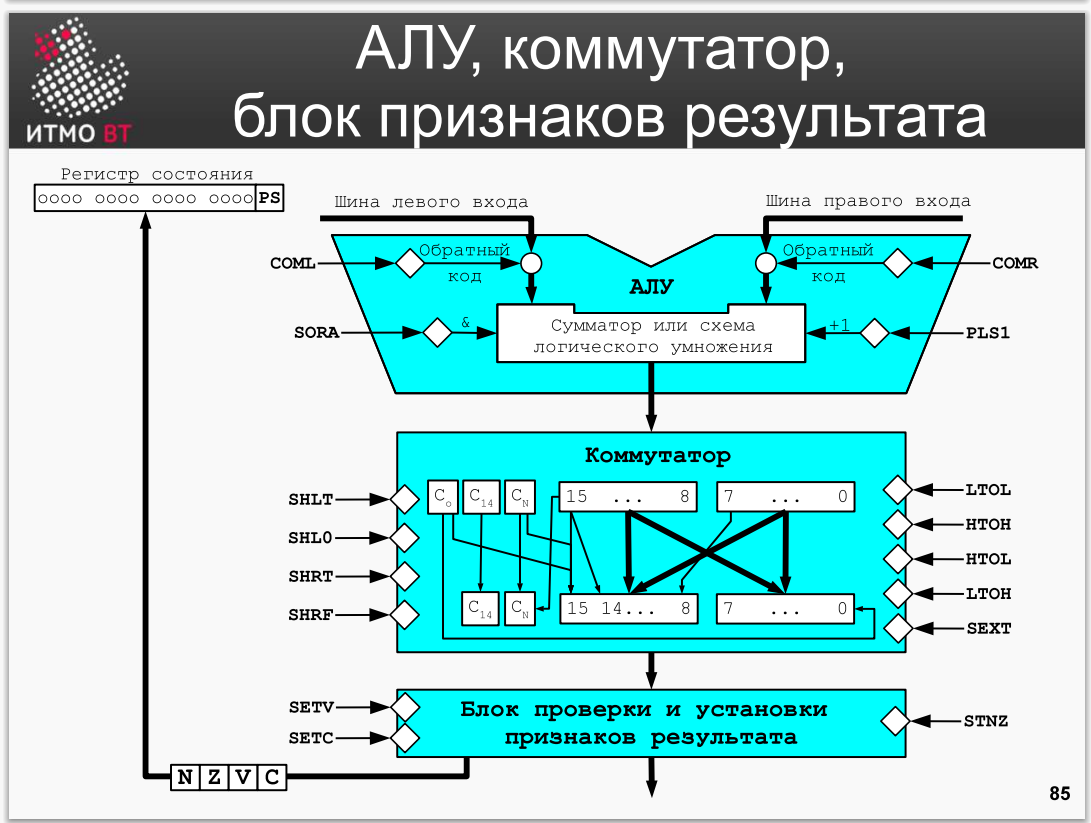 АЛУ, коммутатор,
блок признаков результата
ИТМО ВТ
Регистр состояния
oooo oooo oooo oooo PS
Шина левого входа
Шина правого входа
COML
Обратный
код
АЛУ
Обратный
код
COMR
SORA
&
Сумматор или схема
логического умножения
+1
PLS1
Коммутатор
SHLT
SHL0
SHRT
SHRF
C₀ C₁₄ C_N 15 ... 8 7 ... 0
C₁₄ C_N 15 14... 8 7 ... 0
LTOL
HTOH
HTOL
LTOH
SEXT
SETV
SETC
Блок проверки и установки
признаков результата
STNZ
N Z V C
85